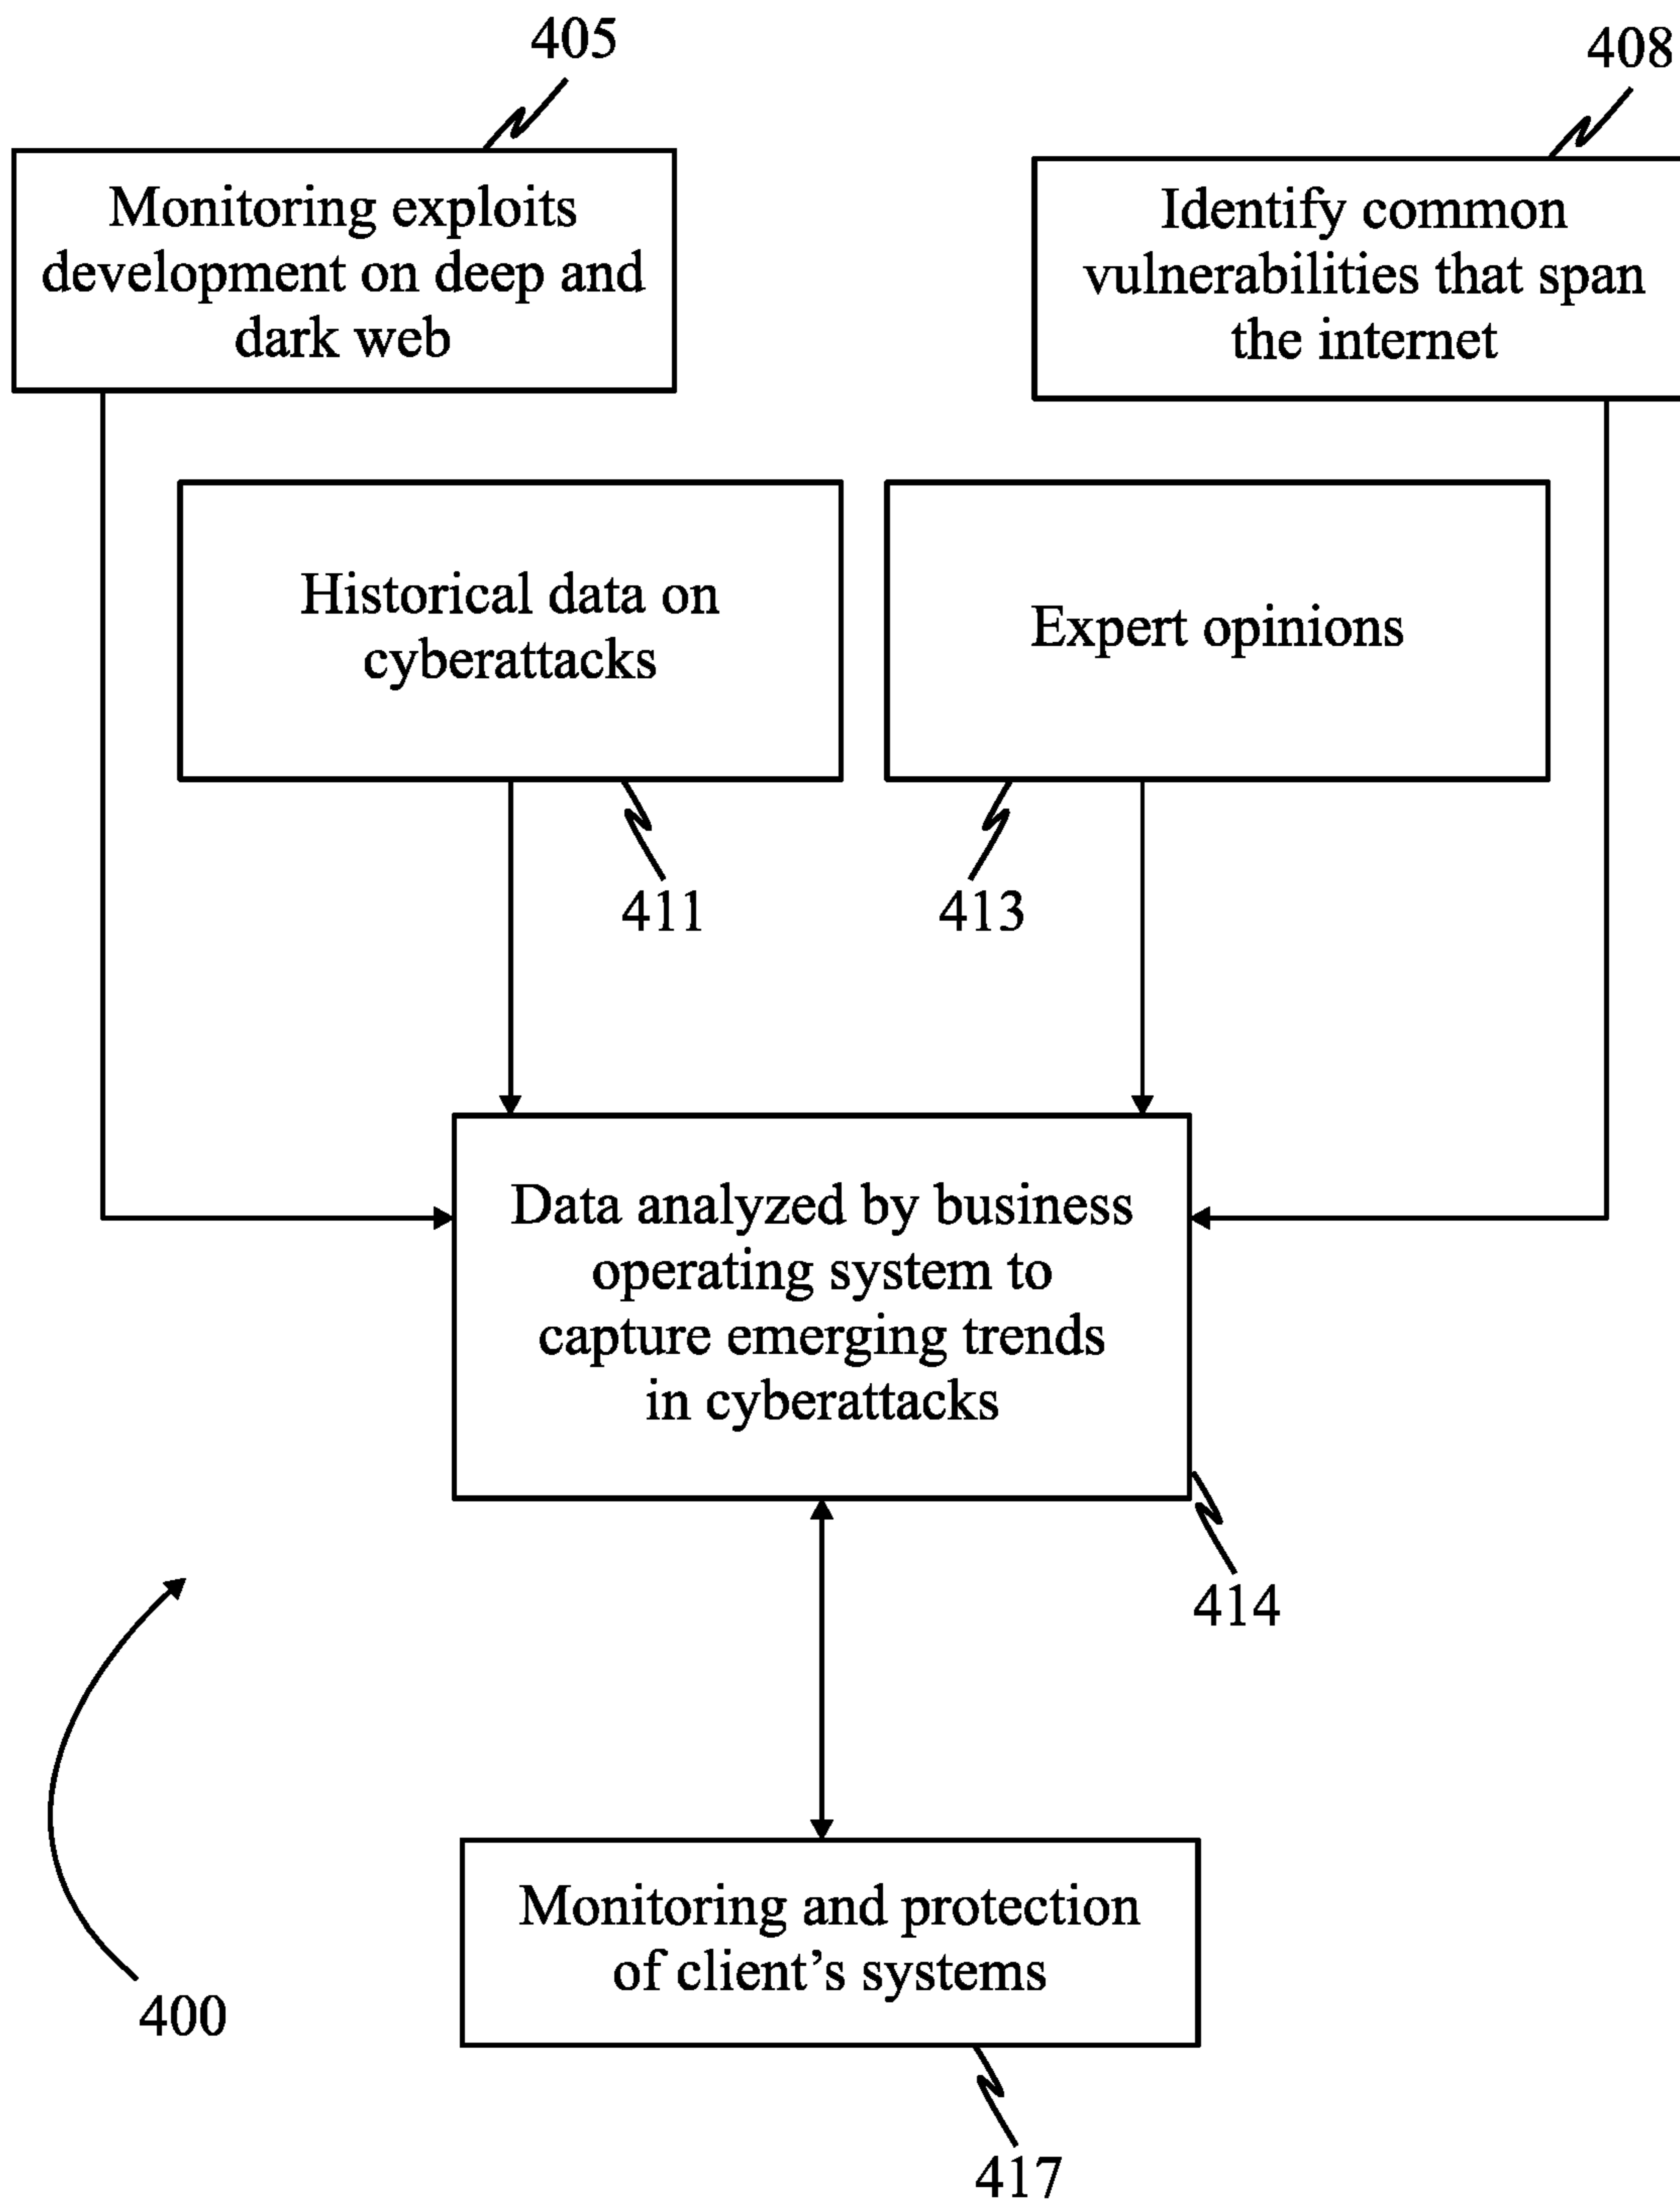 405
408
Monitoring exploits
development on deep and
dark web
Identify common
vulnerabilities that span
the internet
Historical data on
cyberattacks
Expert opinions
411
413
Data analyzed by business
operating system to
capture emerging trends
in cyberattacks
414
Monitoring and protection
of client’s systems
400
417